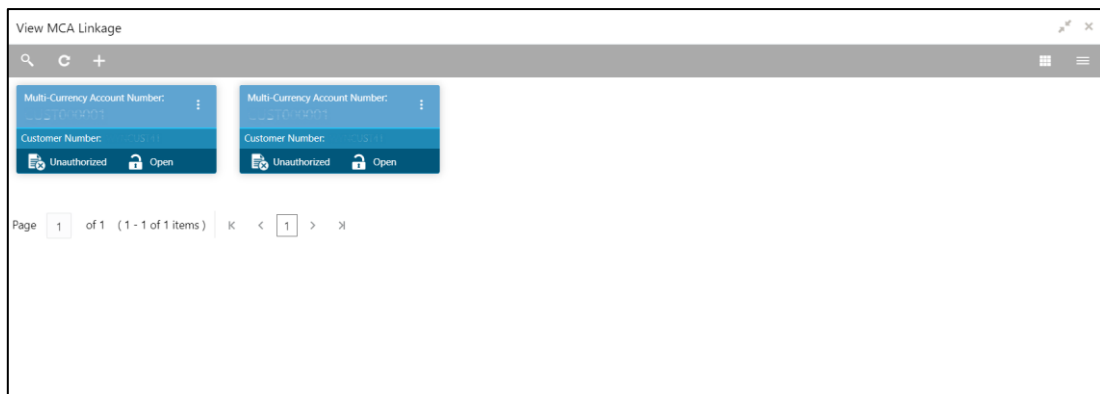 View MCA Linkage
Multi-Currency Account Number:
Customer Number:
Unauthorized Open
Multi-Currency Account Number:
Customer Number:
Unauthorized Open
Page 1 of 1 (1 - 1 of 1 items) 1